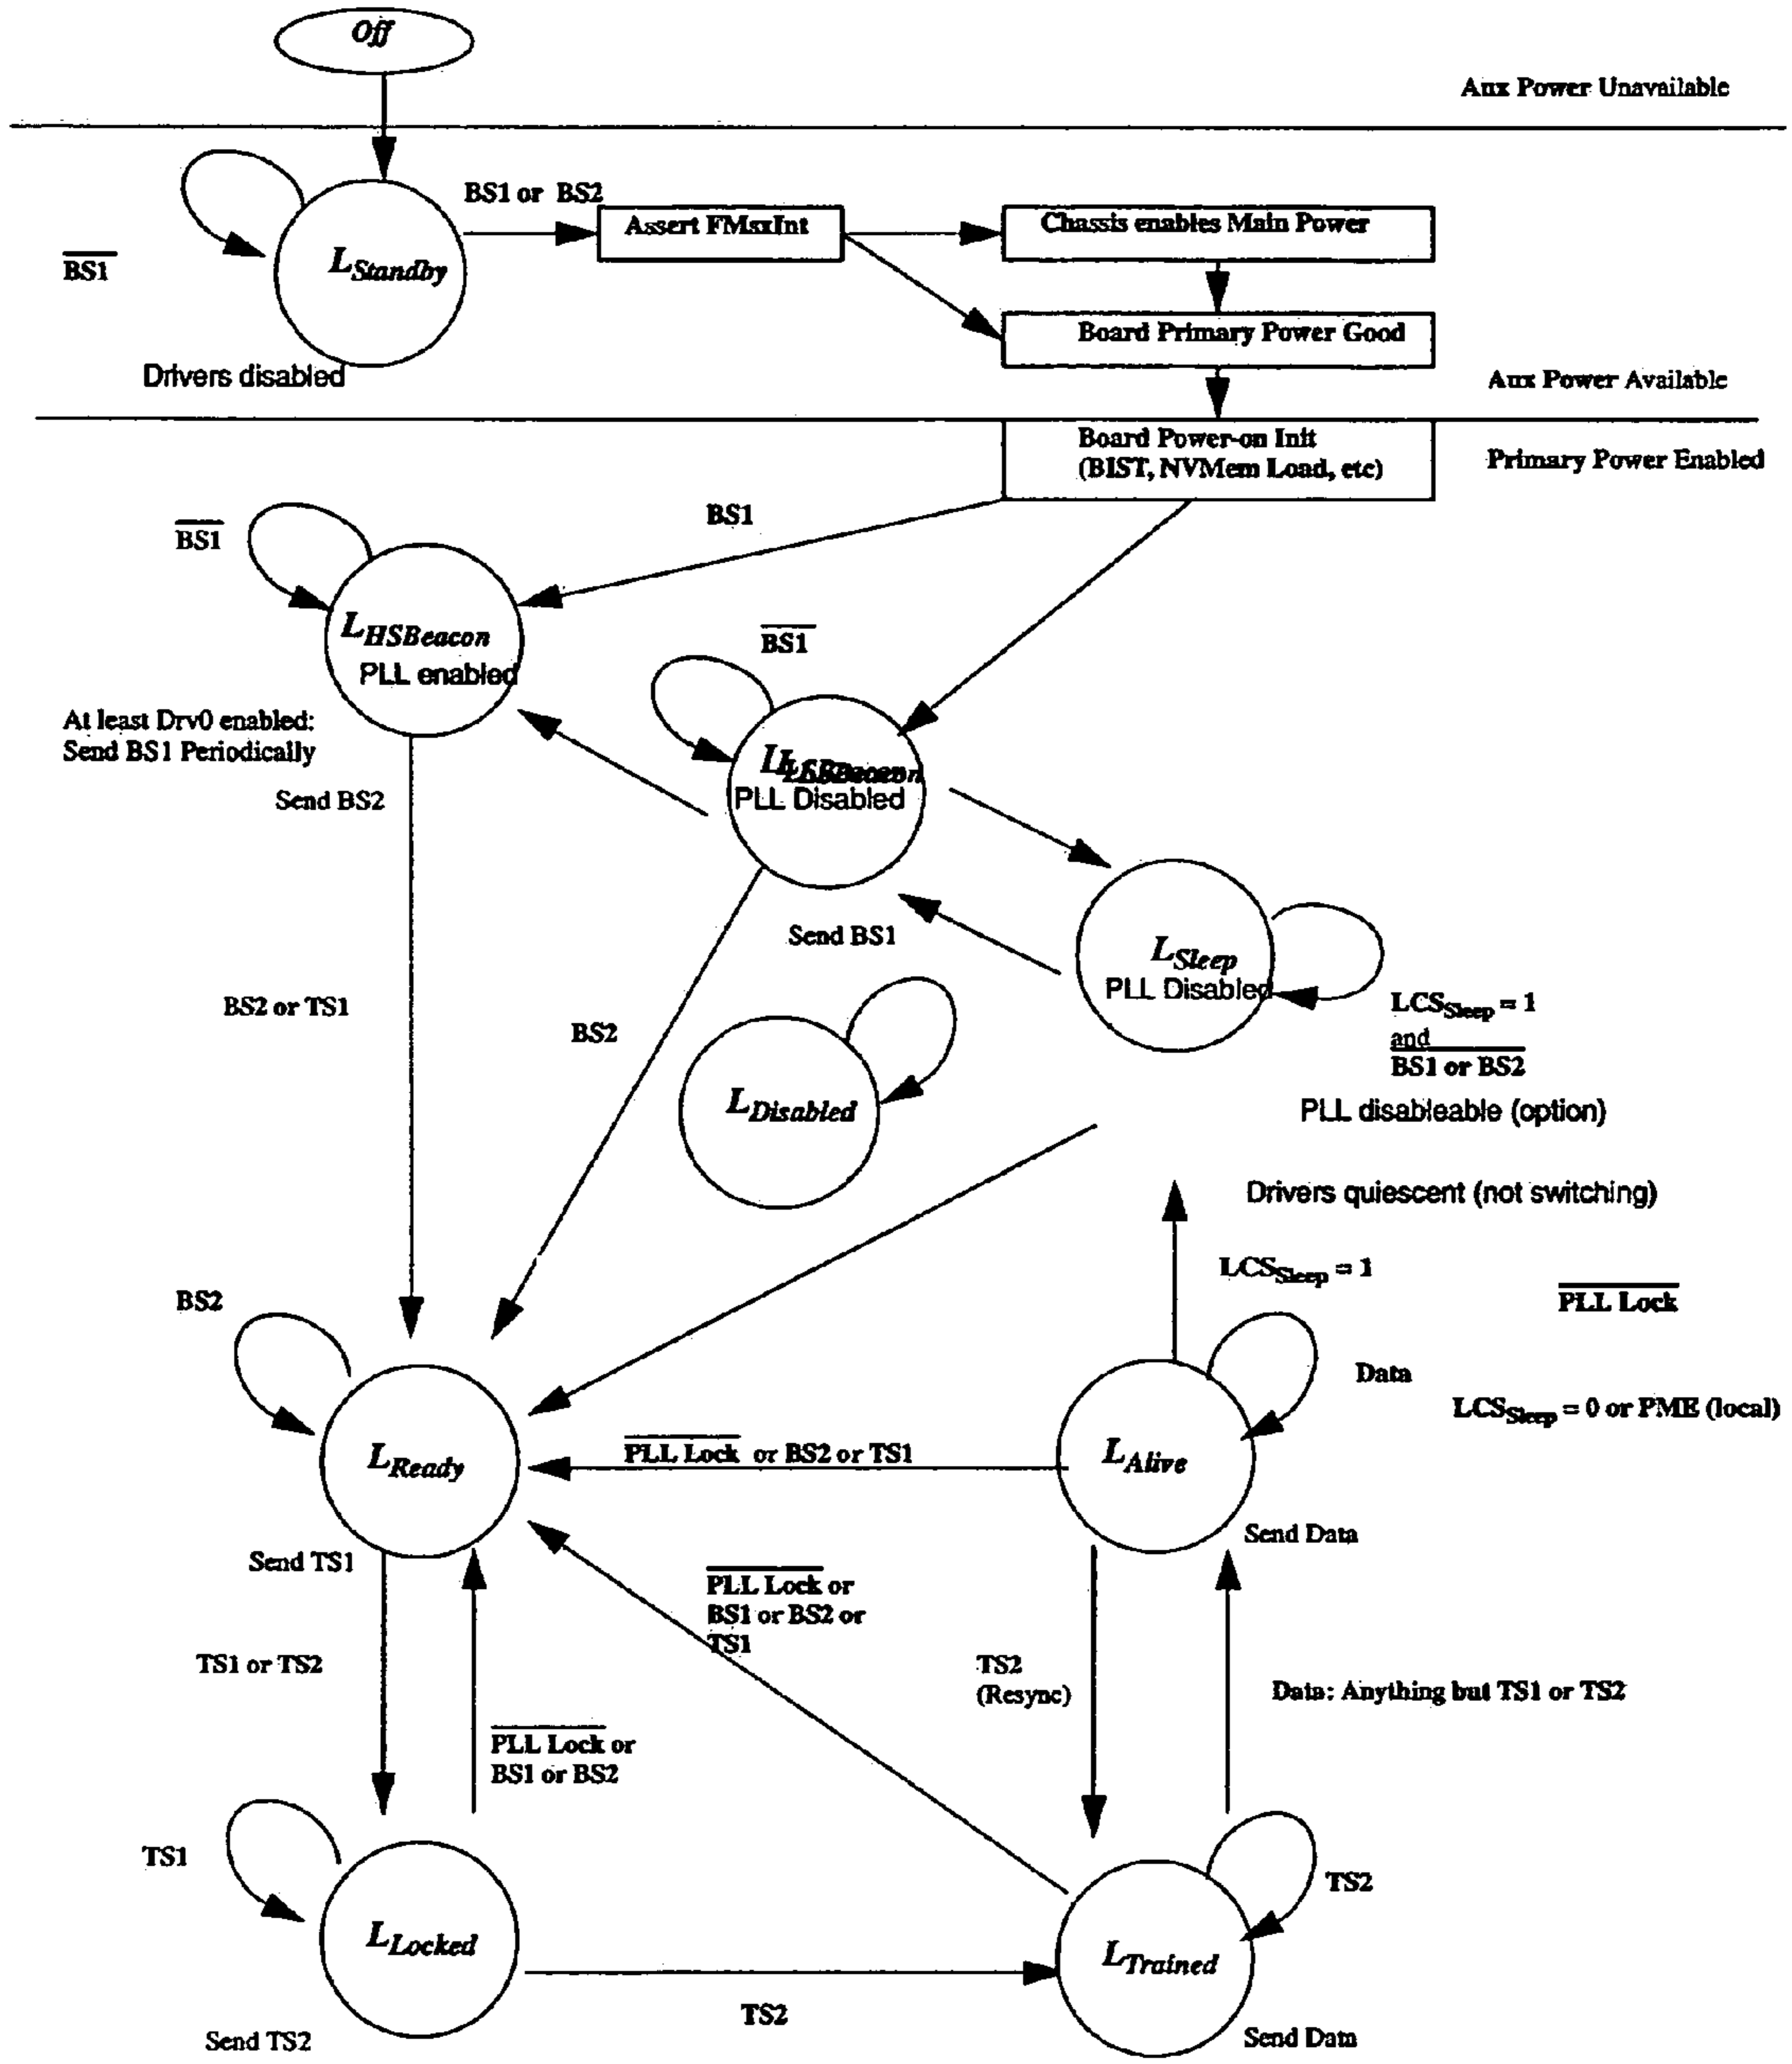 Off
Aux Power Unavailable
BS1 or BS2
Assert FMsxInt
Chassis enables Main Power
BS1
LStandby
Board Primary Power Good
Drivers disabled
Aux Power Available
Board Power-on Init
(BIST, NVMem Load, etc)
Primary Power Enabled
BS1
BS1
LHSBeacon
PLL enabled
BS1
At least Drv0 enabled:
Send BS1 Periodically
PLL Disabled
Send BS2
Send BS1
LSleep
PLL Disabled
BS2 or TS1
BS2
LCSSleep = 1
and
BS1 or BS2
LDisabled
PLL disableable (option)
Drivers quiescent (not switching)
LCSSleep = 1
BS2
PLL Lock
Data
LCSSleep = 0 or PME (local)
LReady
PLL Lock or BS2 or TS1
LAlive
Send TS1
Send Data
PLL Lock or
BS1 or BS2 or
TS1
TS1 or TS2
TS2
(Resync)
Data: Anything but TS1 or TS2
PLL Lock or
BS1 or BS2
TS1
TS2
LLocked
LTrained
TS2
Send TS2
Send Data